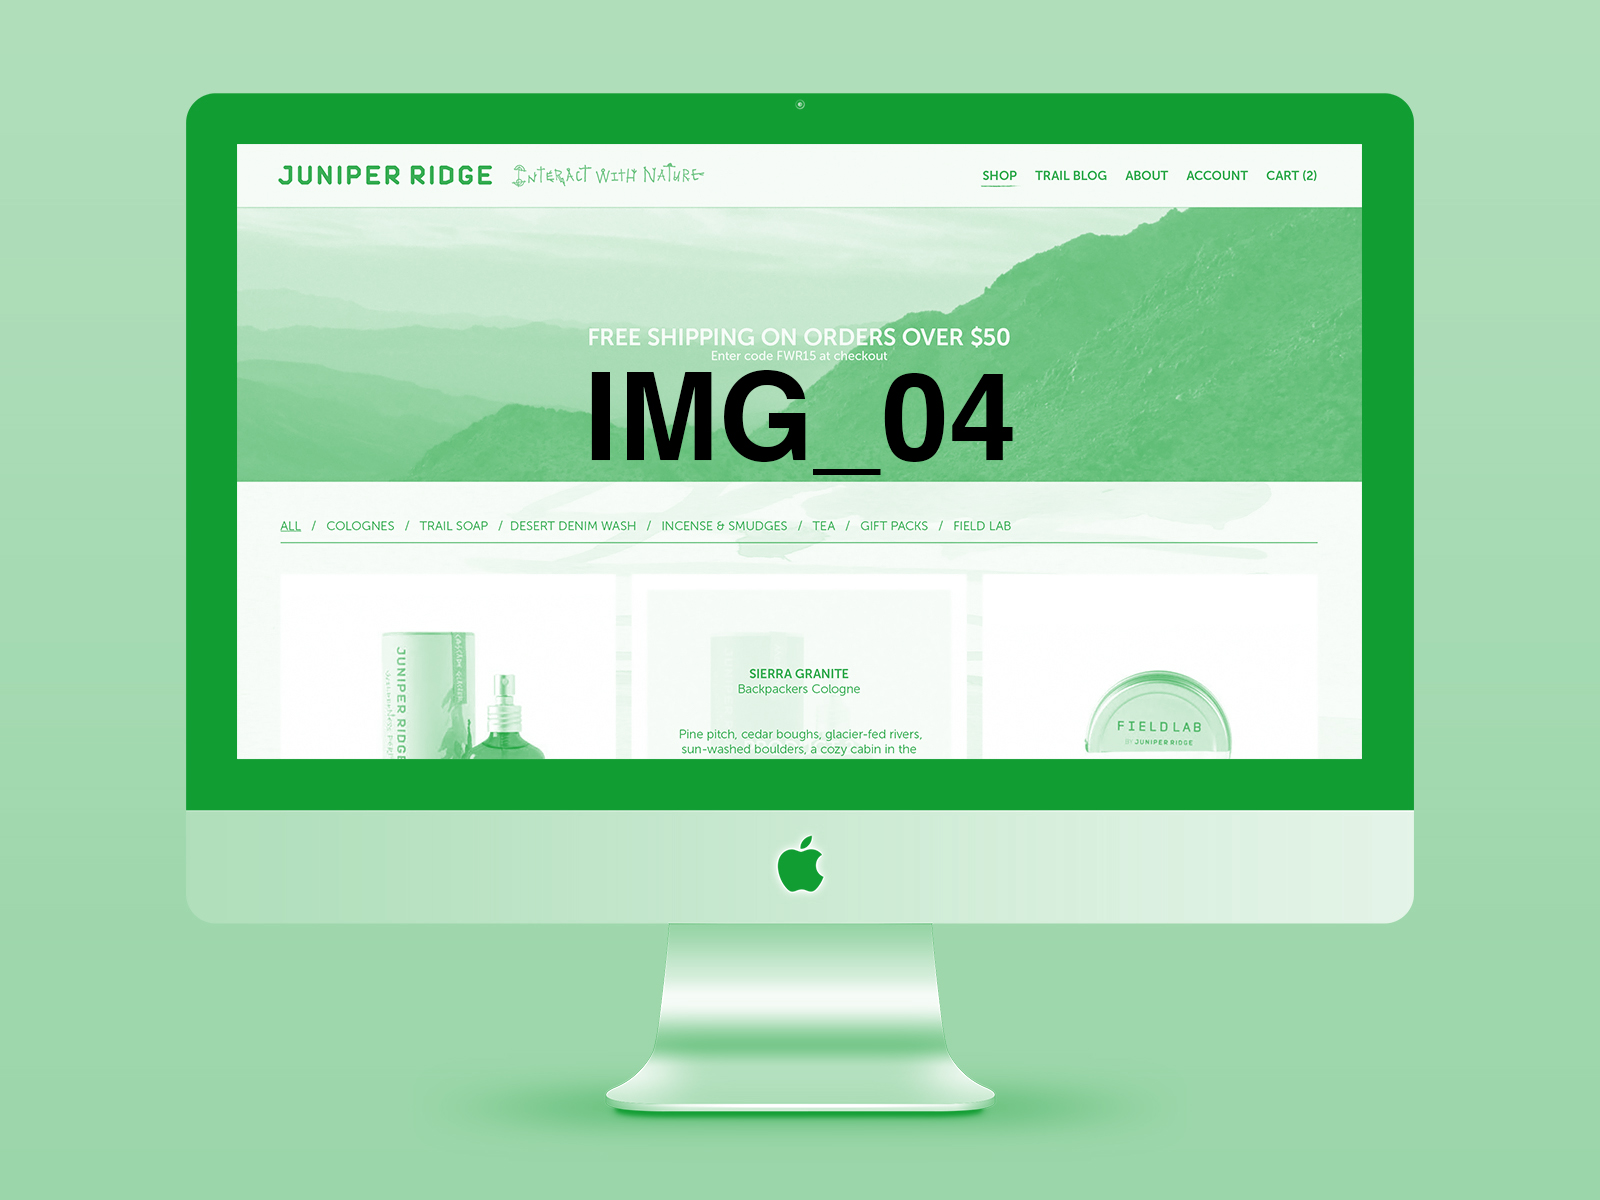 JUNIPER RIDGE
INTERACT WITH NATURE
SHOP TRAIL BLOG ABOUT ACCOUNT CART (2)
FREE SHIPPING ON ORDERS OVER $50
Enter code FWR15 at checkout
IMG_04
ALL / COLOGNES / TRAIL SOAP / DESERT DENIM WASH / INCENSE & SMUDGES / TEA / GIFT PACKS / FIELD LAB
JUNIPER RIDGE
CASCADE GLACIER
SIERRA GRANITE
Backpackers Cologne
Pine pitch, cedar boughs, glacier-fed rivers,
sun-washed boulders, a cozy cabin in the
FIELD LAB
BY JUNIPER RIDGE